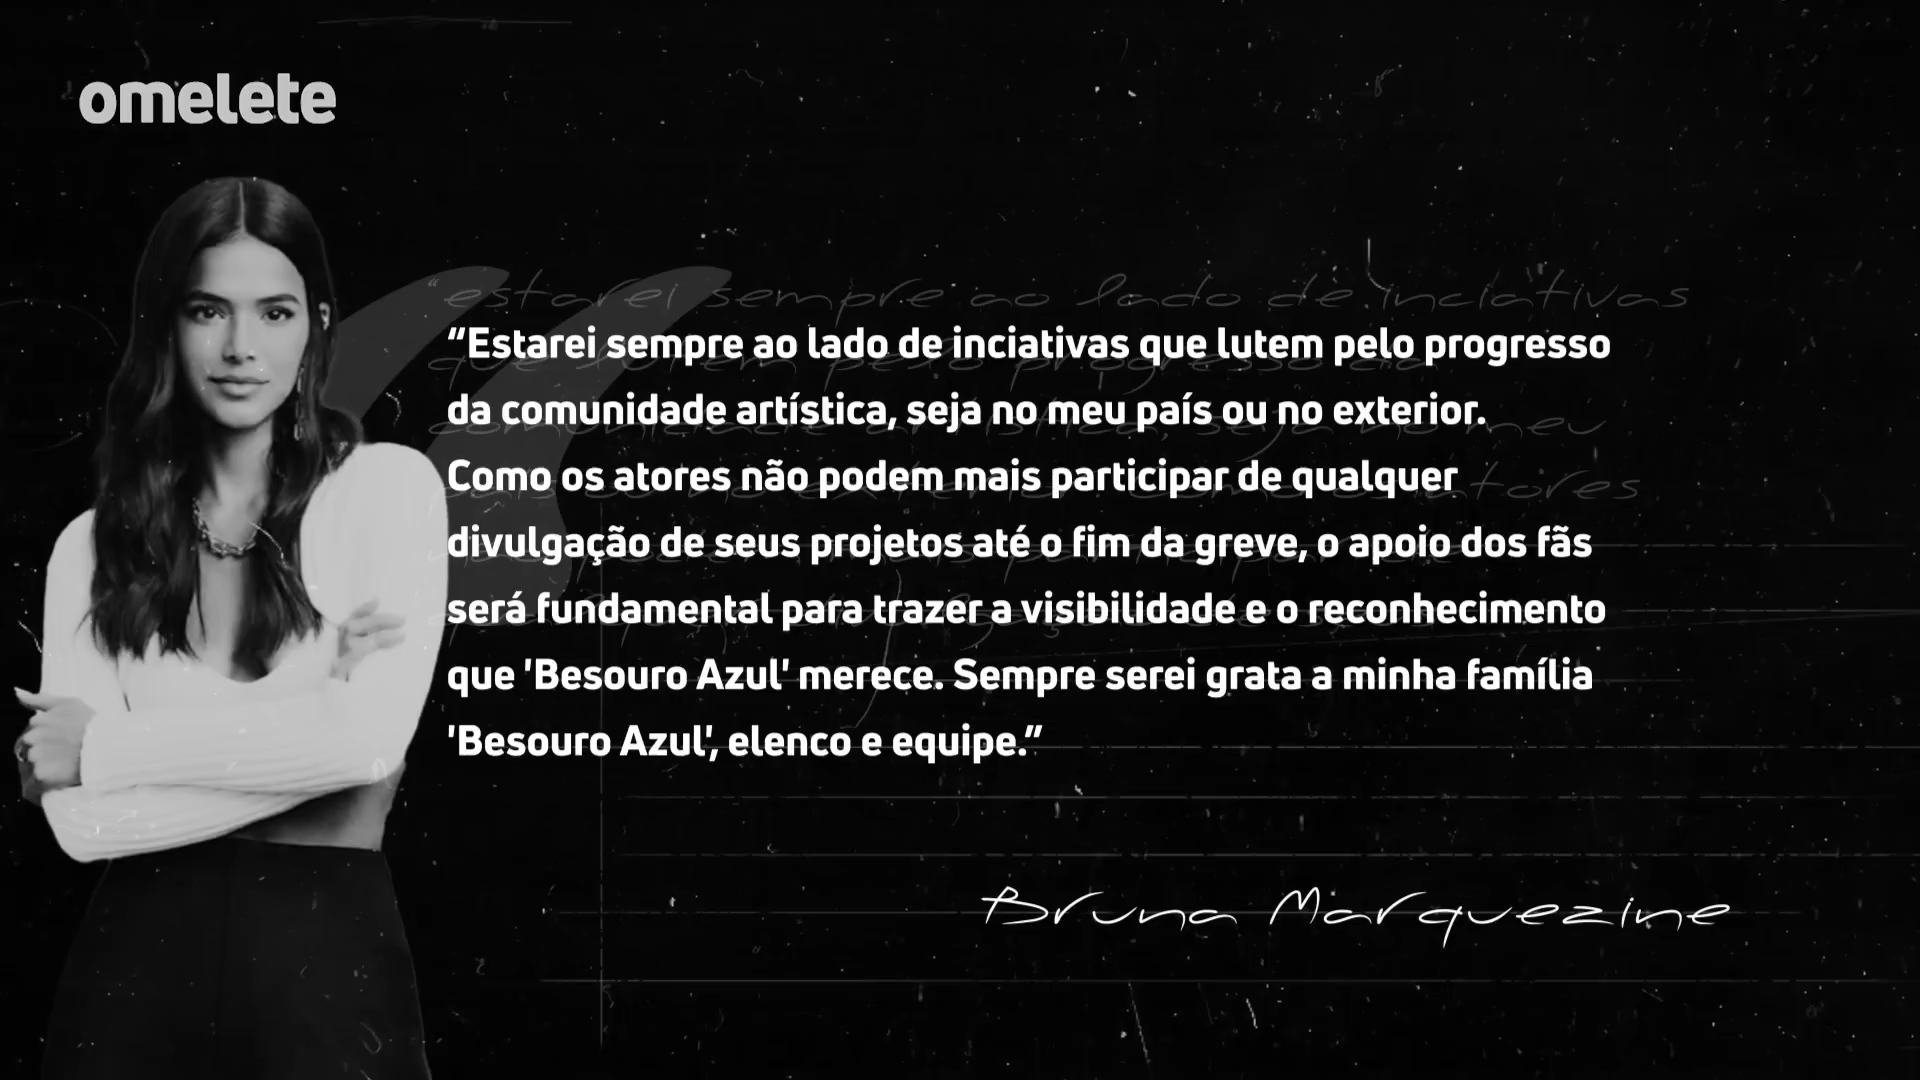 omelete
“Estarei sempre ao lado de inciativas que lutem pelo progresso
da comunidade artística, seja no meu país ou no exterior.
Como os atores não podem mais participar de qualquer
divulgação de seus projetos até o fim da greve, o apoio dos fãs
será fundamental para trazer a visibilidade e o reconhecimento
que 'Besouro Azul' merece. Sempre serei grata a minha família
'Besouro Azul', elenco e equipe.”
Bruna Marquezine